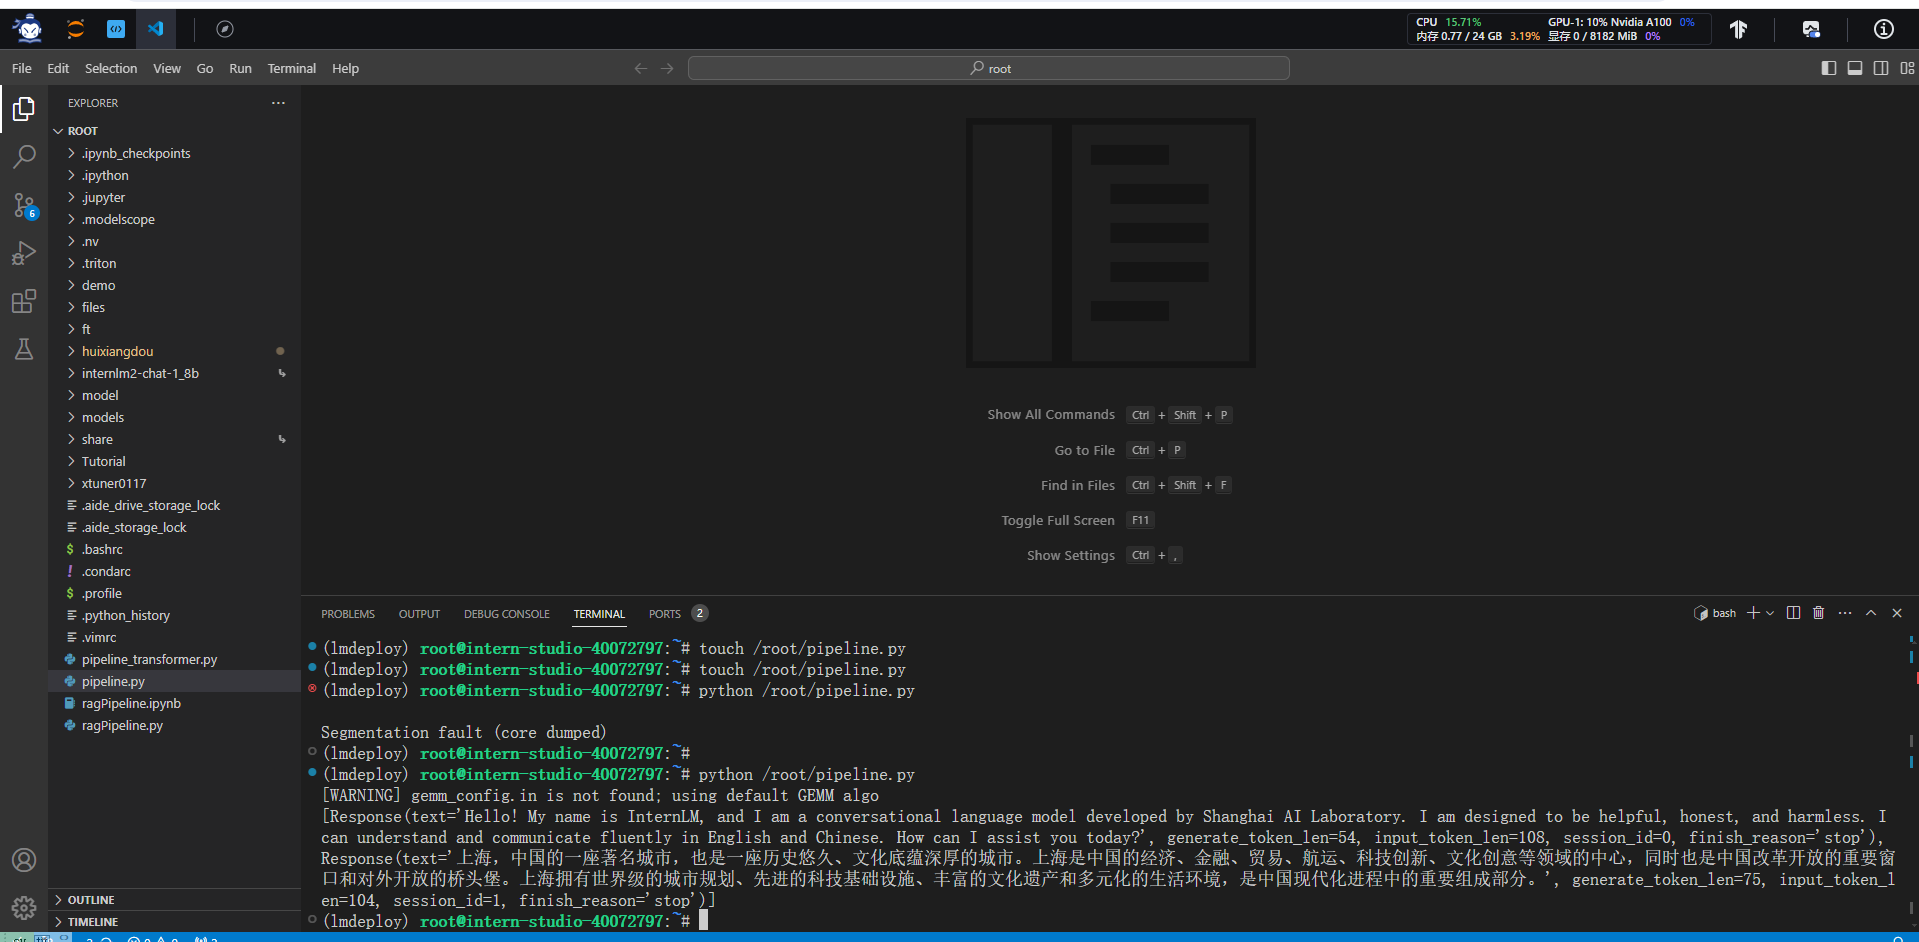 CPU 15.71% GPU-1: 10% Nvidia A100 0%
内存 0.77 / 24 GB 3.19% 显存 0 / 8182 MiB 0%
File Edit Selection View Go Run Terminal Help
root
EXPLORER
ROOT
.ipynb_checkpoints
.ipython
.jupyter
.modelscope
.nv
.triton
demo
files
ft
huixiangdou
internlm2-chat-1_8b
model
models
share
Tutorial
xtuner0117
.aide_drive_storage_lock
.aide_storage_lock
.bashrc
.condarc
.profile
.python_history
.vimrc
pipeline_transformer.py
pipeline.py
ragPipeline.ipynb
ragPipeline.py
OUTLINE
TIMELINE
6
Show All Commands Ctrl + Shift + P
Go to File Ctrl + P
Find in Files Ctrl + Shift + F
Toggle Full Screen F11
Show Settings Ctrl + ,
PROBLEMS OUTPUT DEBUG CONSOLE TERMINAL PORTS 2
bash
(lmdeploy) root@intern-studio-40072797:~# touch /root/pipeline.py
(lmdeploy) root@intern-studio-40072797:~# touch /root/pipeline.py
(lmdeploy) root@intern-studio-40072797:~# python /root/pipeline.py
Segmentation fault (core dumped)
(lmdeploy) root@intern-studio-40072797:~#
(lmdeploy) root@intern-studio-40072797:~# python /root/pipeline.py
[WARNING] gemm_config.in is not found; using default GEMM algo
[Response(text='Hello! My name is InternLM, and I am a conversational language model developed by Shanghai AI Laboratory. I am designed to be helpful, honest, and harmless. I
can understand and communicate fluently in English and Chinese. How can I assist you today?', generate_token_len=54, input_token_len=108, session_id=0, finish_reason='stop'),
Response(text='上海，中国的一座著名城市，也是一座历史悠久、文化底蕴深厚的城市。上海是中国的经济、金融、贸易、航运、科技创新、文化创意等领域的中心，同时也是中国改革开放的重要窗
口和对外开放的桥头堡。上海拥有世界级的城市规划、先进的科技基础设施、丰富的文化遗产和多元化的生活环境，是中国现代化进程中的重要组成部分。', generate_token_len=75, input_token_l
en=104, session_id=1, finish_reason='stop')]
(lmdeploy) root@intern-studio-40072797:~#